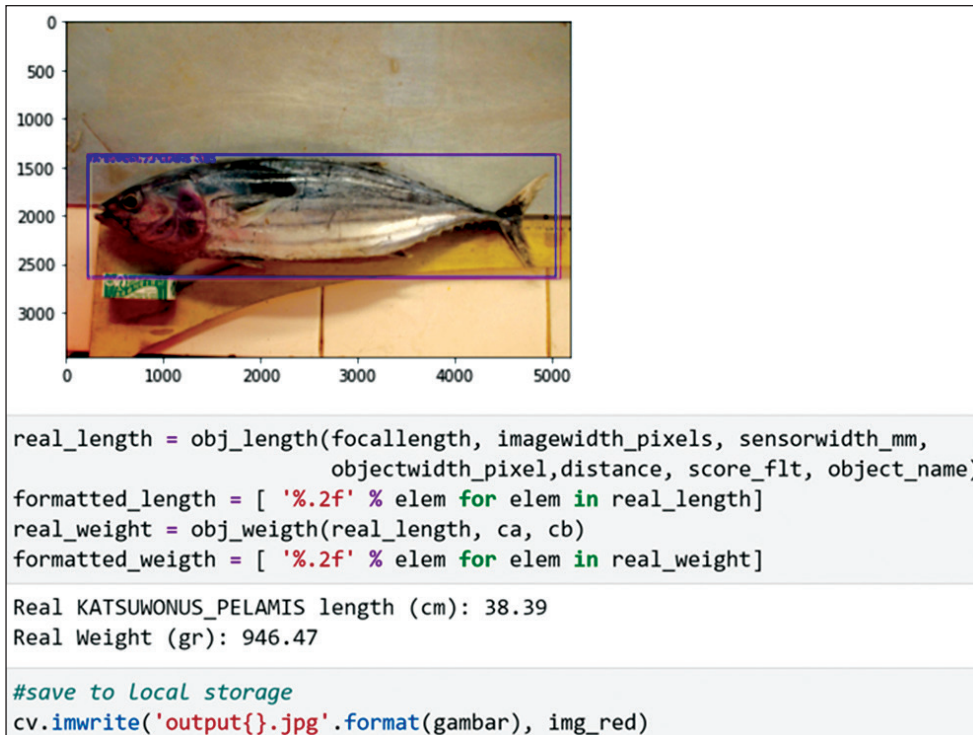 0
500
1000
1500
2000
2500
3000
0 1000 2000 3000 4000 5000
real_length = obj_length(focallength, imagewidth_pixels, sensorwidth_mm,
objectwidth_pixel,distance, score_flt, object_name)
formatted_length = [ '%.2f' % elem for elem in real_length]
real_weight = obj_weigth(real_length, ca, cb)
formatted_weigth = [ '%.2f' % elem for elem in real_weight]
Real KATSUWONUS_PELAMIS length (cm): 38.39
Real Weight (gr): 946.47
#save to local storage
cv.imwrite('output{}.jpg'.format(gambar), img_red)